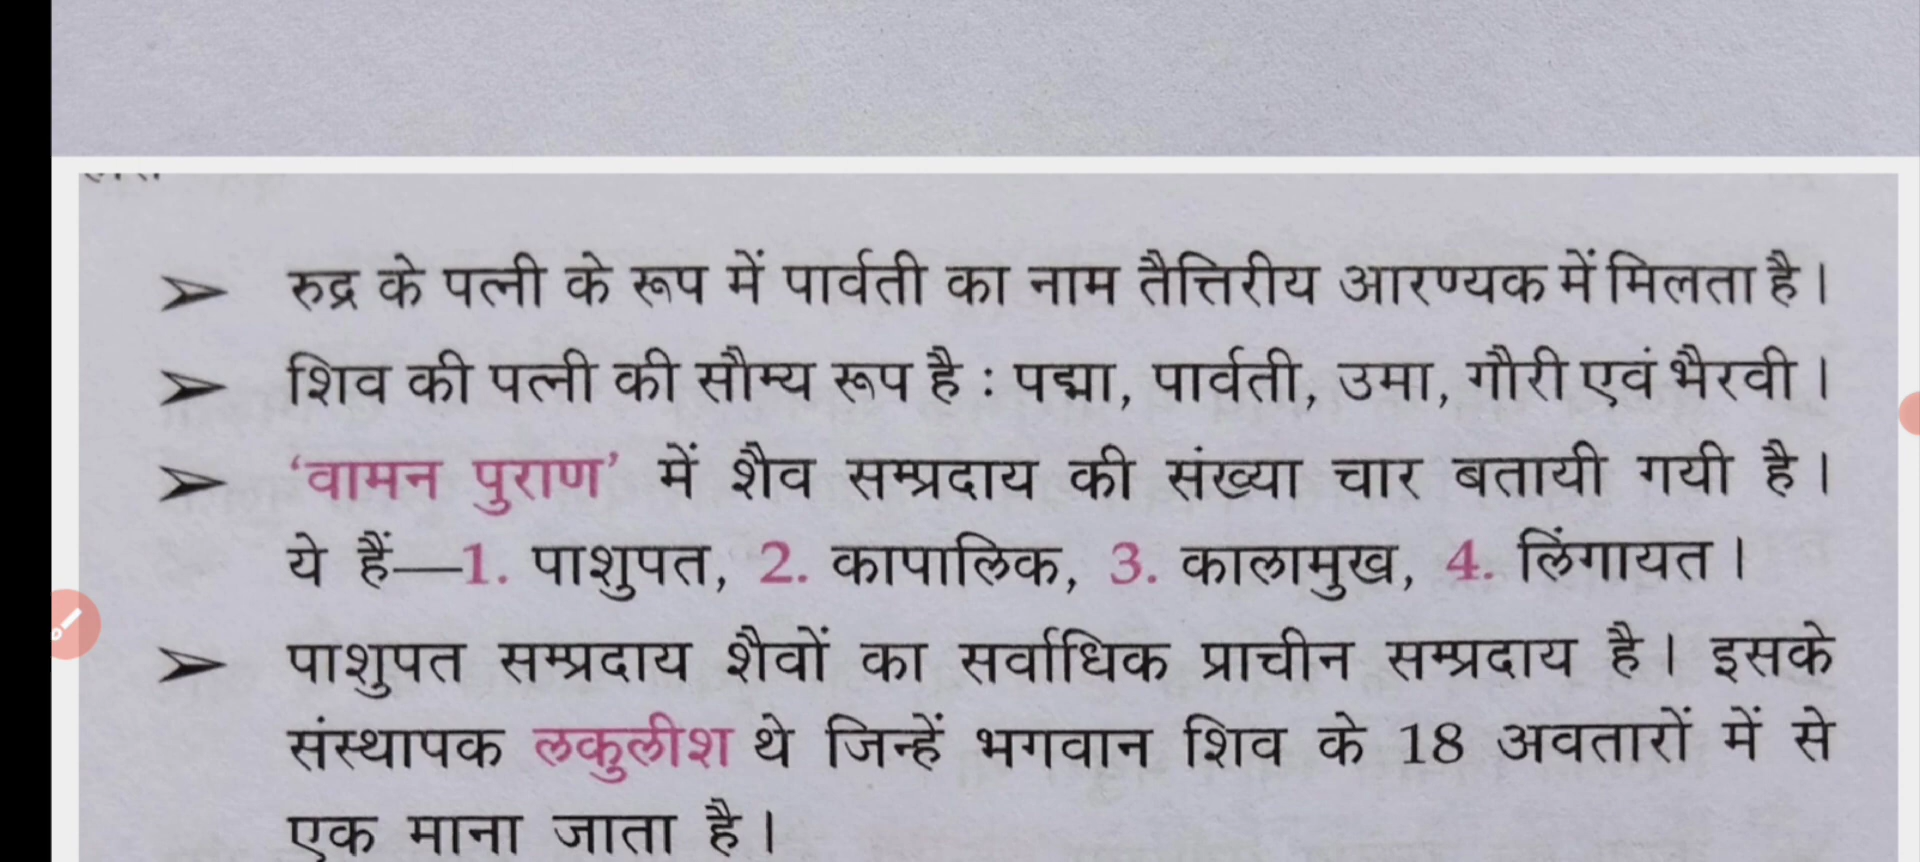 ➤ रुद्र के पत्नी के रूप में पार्वती का नाम तैत्तिरीय आरण्यक में मिलता है।
➤ शिव की पत्नी की सौम्य रूप है : पद्मा, पार्वती, उमा, गौरी एवं भैरवी।
➤ ‘वामन पुराण’ में शैव सम्प्रदाय की संख्या चार बतायी गयी है।
ये हैं—1. पाशुपत, 2. कापालिक, 3. कालामुख, 4. लिंगायत।
➤ पाशुपत सम्प्रदाय शैवों का सर्वाधिक प्राचीन सम्प्रदाय है। इसके
संस्थापक लकुलीश थे जिन्हें भगवान शिव के 18 अवतारों में से
एक माना जाता है।